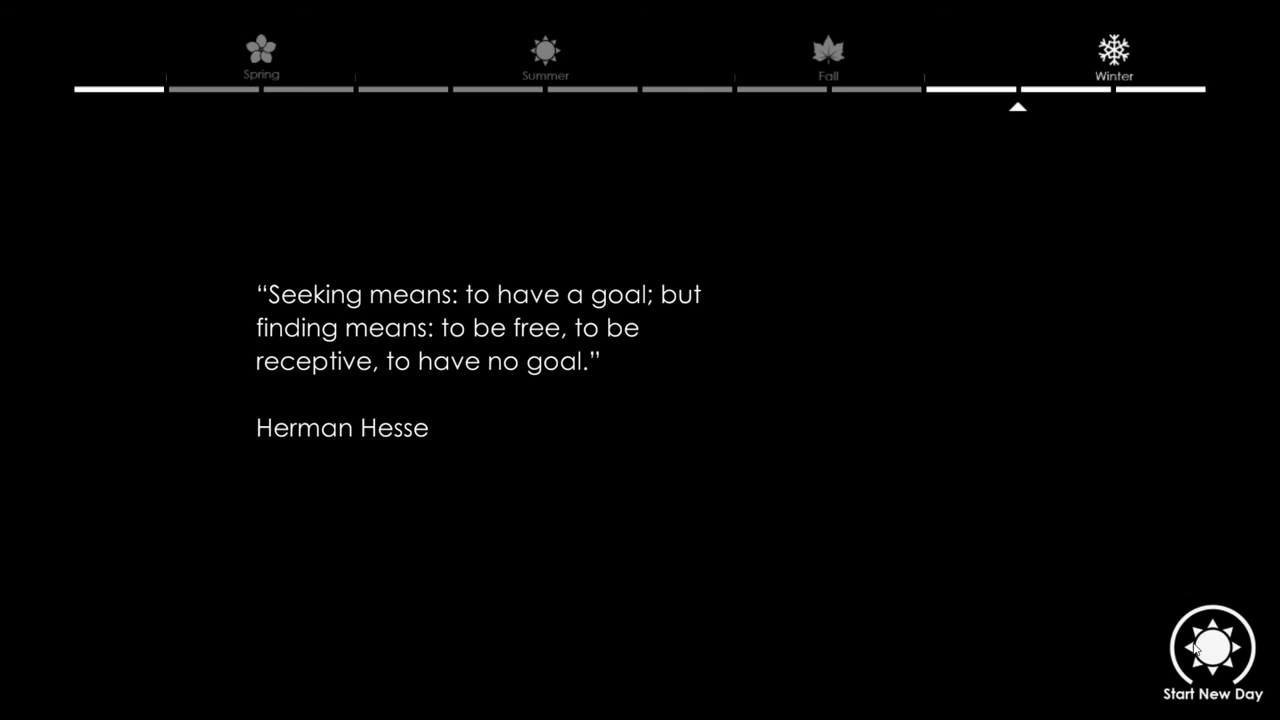 Spring
Summer
Fall
Winter
“Seeking means: to have a goal; but
finding means: to be free, to be
receptive, to have no goal.”
Herman Hesse
Start New Day